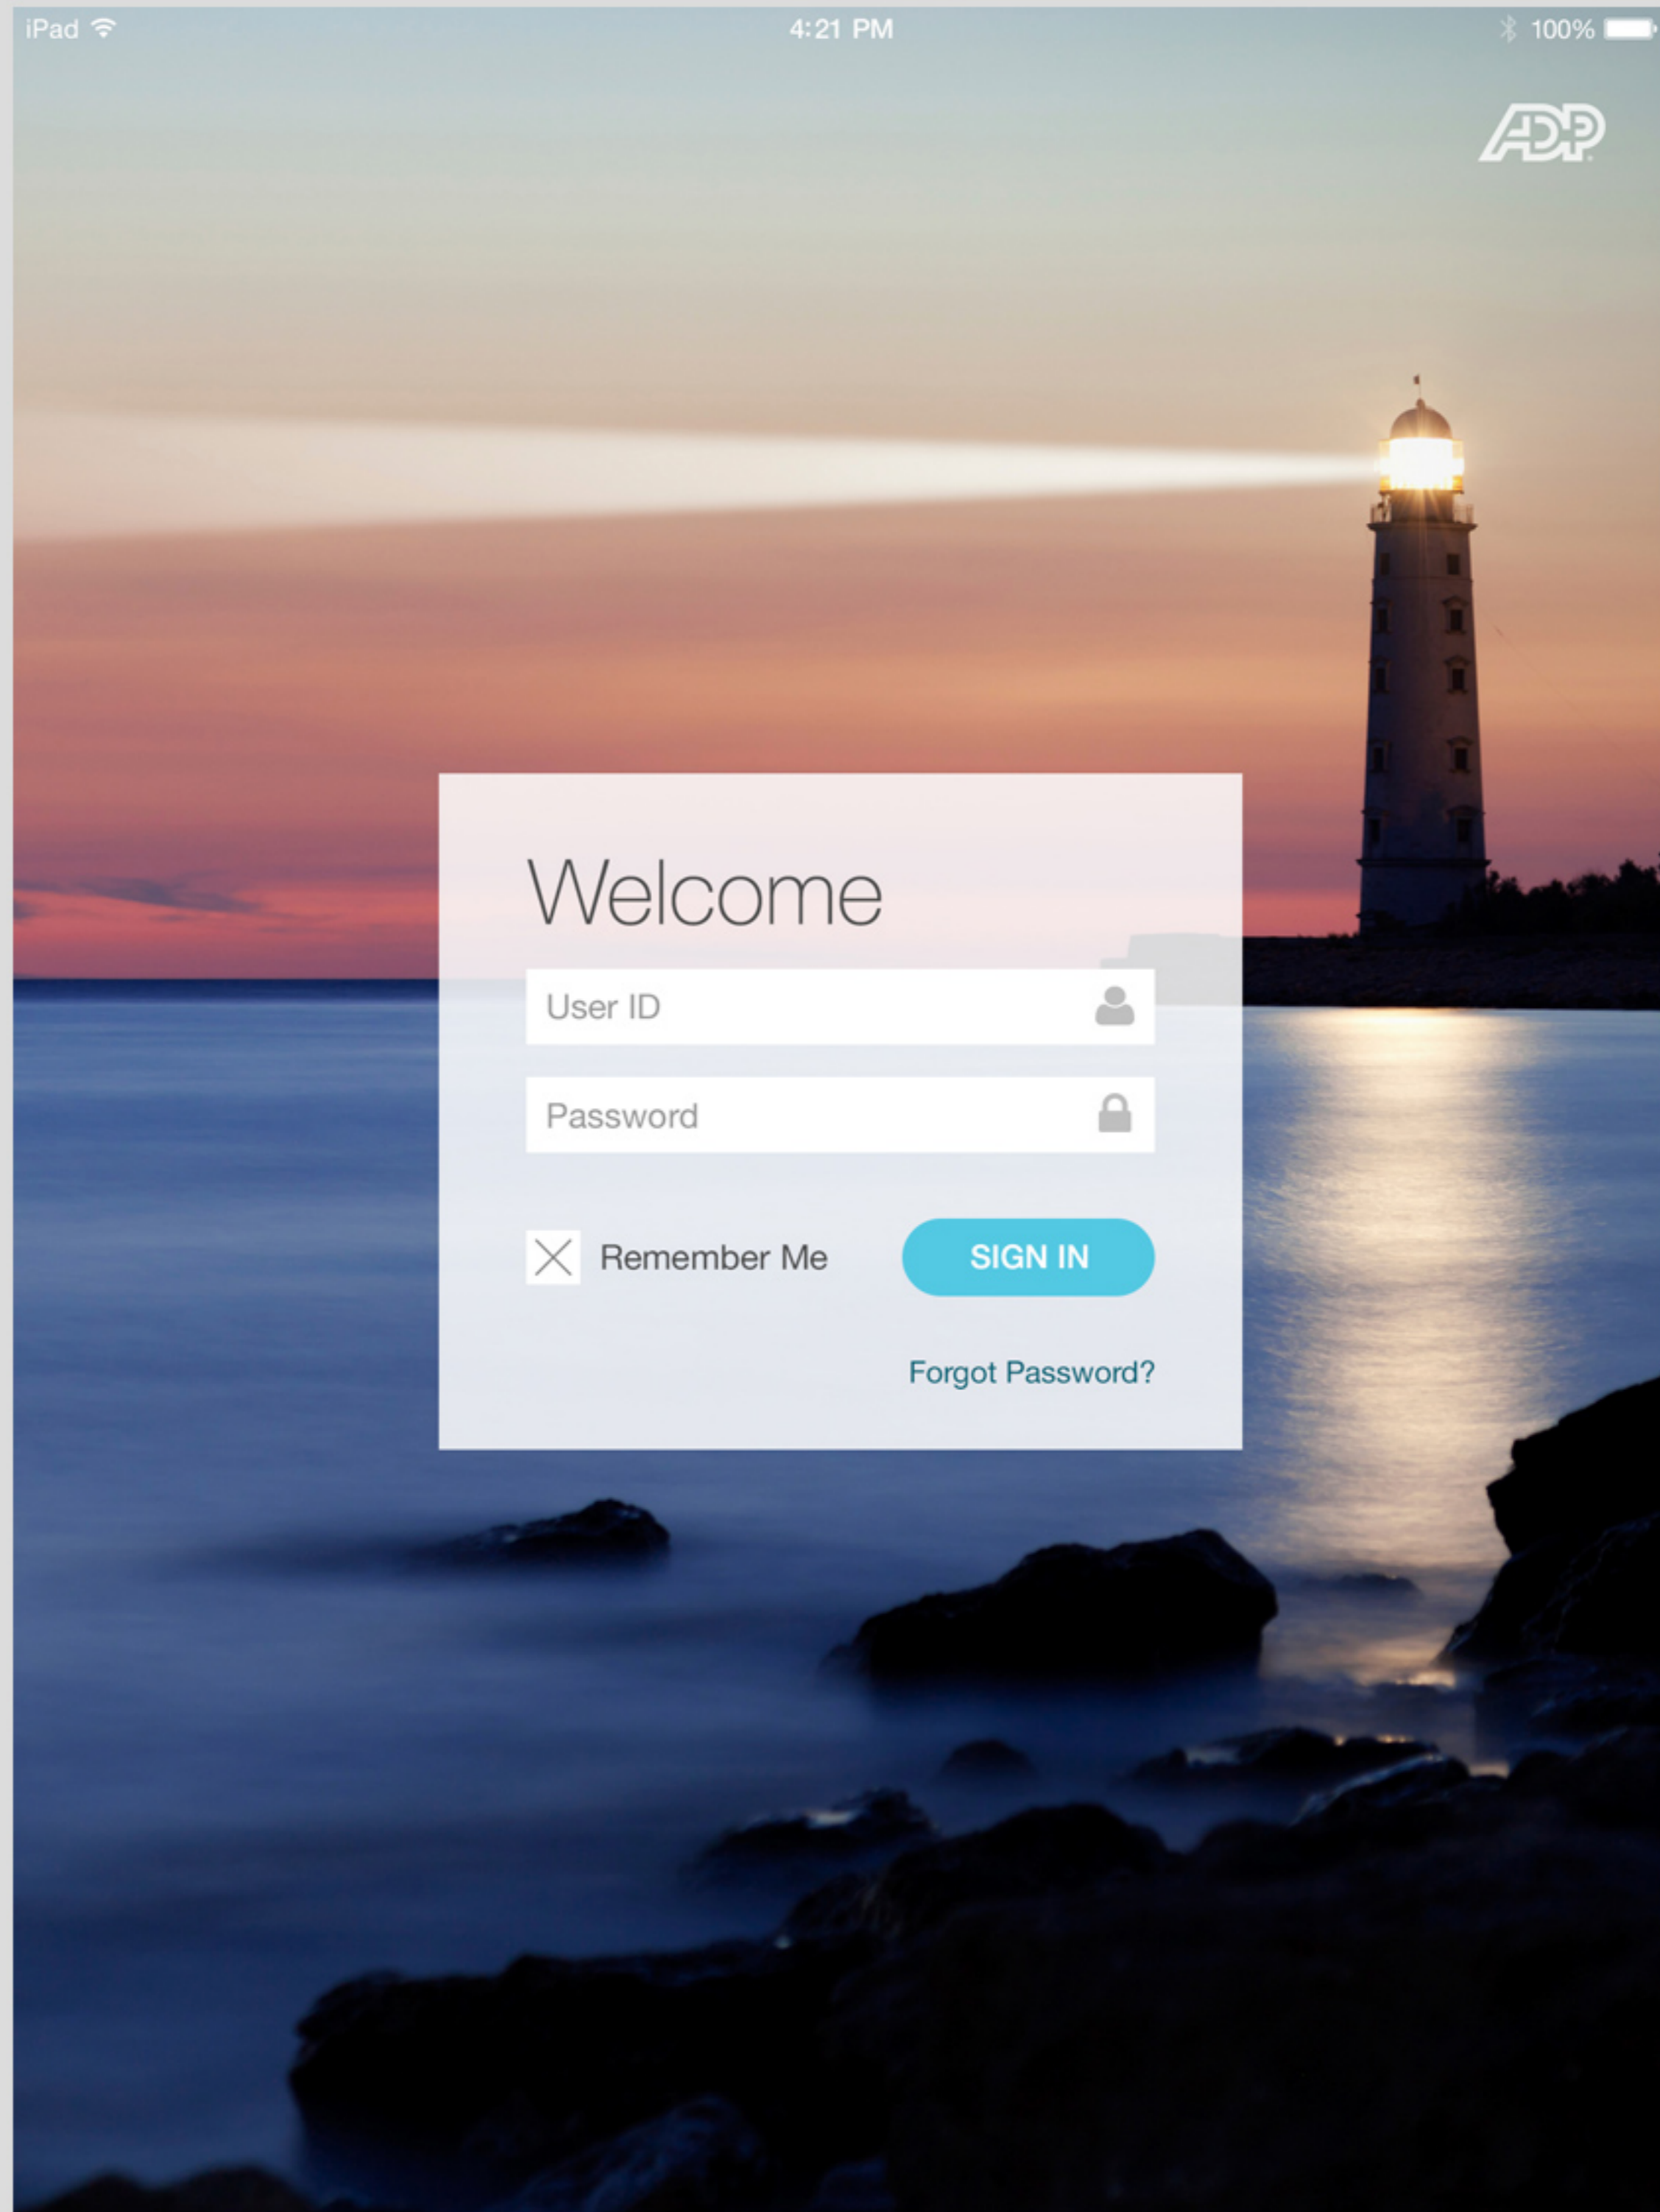 iPad 4:21 PM 100%
ADP
Welcome
User ID
Password
Remember Me SIGN IN
Forgot Password?